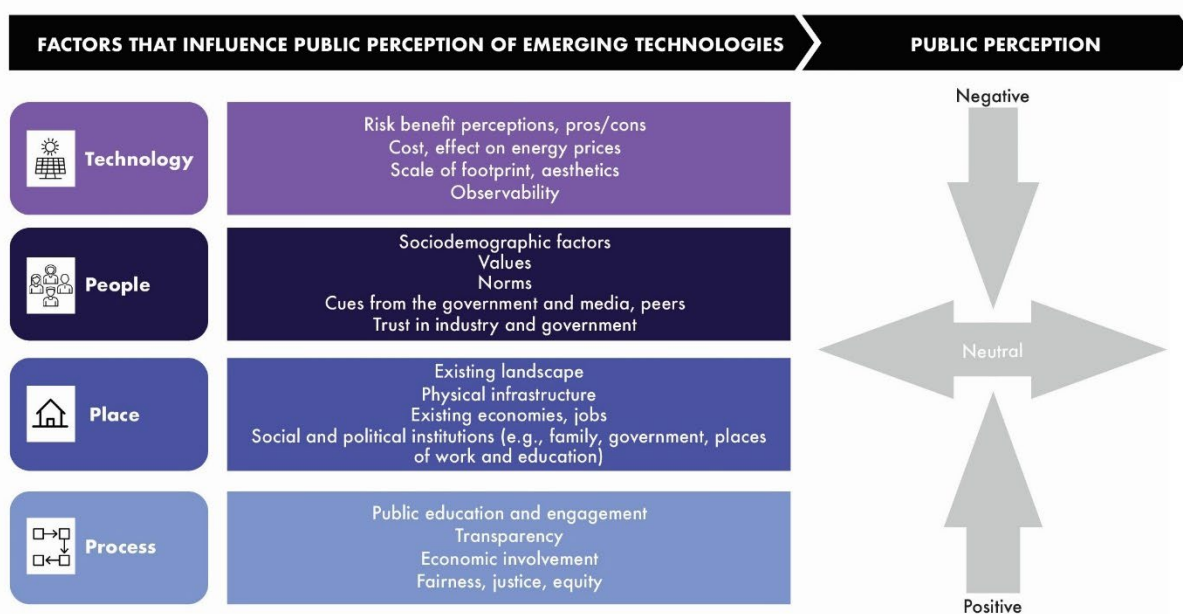 FACTORS THAT INFLUENCE PUBLIC PERCEPTION OF EMERGING TECHNOLOGIES
PUBLIC PERCEPTION
Technology
Risk benefit perceptions, pros/cons
Cost, effect on energy prices
Scale of footprint, aesthetics
Observability
People
Sociodemographic factors
Values
Norms
Cues from the government and media, peers
Trust in industry and government
Place
Existing landscape
Physical infrastructure
Existing economies, jobs
Social and political institutions (e.g., family, government, places
of work and education)
Process
Public education and engagement
Transparency
Economic involvement
Fairness, justice, equity
Negative
Neutral
Positive